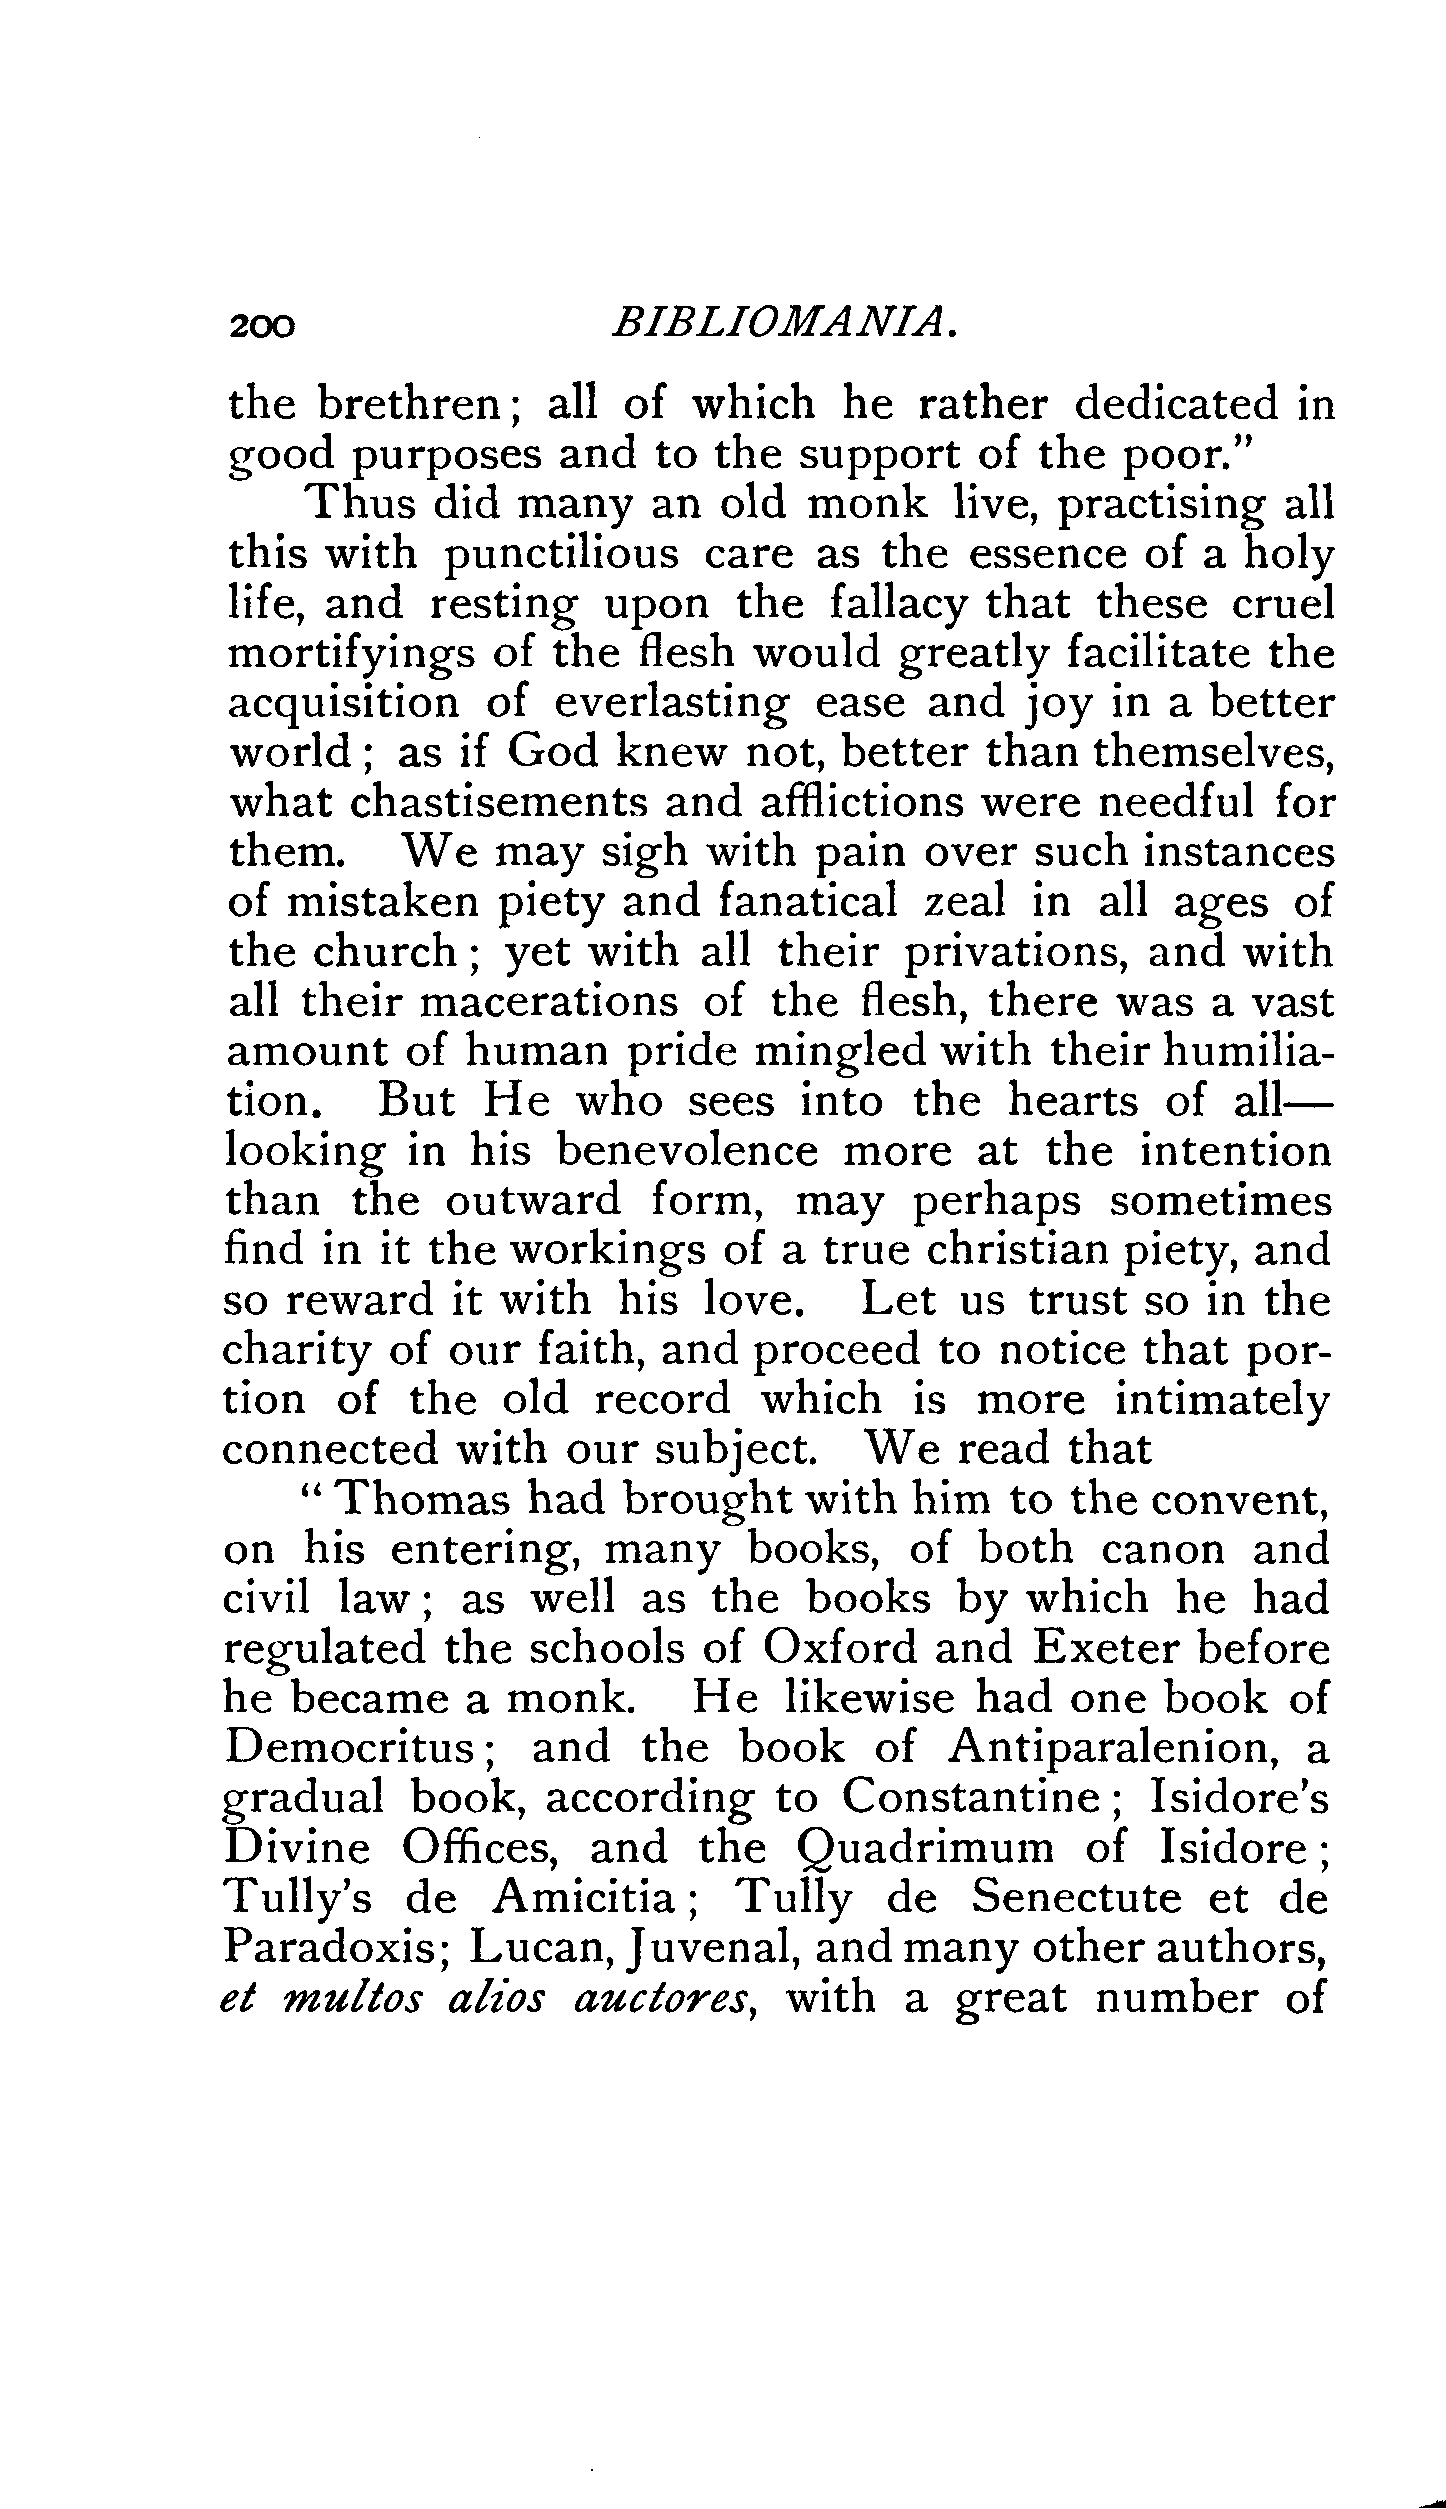 200 BIBLIOMANIA.
the brethren; all of which he rather dedicated in
good purposes and to the support of the poor."
Thus did many an old monk live, practising all
this with punctilious care as the essence of a holy
life, and resting upon the fallacy that these cruel
mortifyings of the flesh would greatly facilitate the
acquisition of everlasting ease and joy in a better
world; as if God knew not, better than themselves,
what chastisements and afflictions were needful for
them. We may sigh with pain over such instances
of mistaken piety and fanatical zeal in all ages of
the church; yet with all their privations, and with
all their macerations of the flesh, there was a vast
amount of human pride mingled with their humilia-
tion. But He who sees into the hearts of all—
looking in his benevolence more at the intention
than the outward form, may perhaps sometimes
find in it the workings of a true christian piety, and
so reward it with his love. Let us trust so in the
charity of our faith, and proceed to notice that por-
tion of the old record which is more intimately
connected with our subject. We read that
"Thomas had brought with him to the convent,
on his entering, many books, of both canon and
civil law; as well as the books by which he had
regulated the schools of Oxford and Exeter before
he became a monk. He likewise had one book of
Democritus; and the book of Antiparalenion, a
gradual book, according to Constantine; Isidore's
Divine Offices, and the Quadrimum of Isidore;
Tully's de Amicitia; Tully de Senectute et de
Paradoxis; Lucan, Juvenal, and many other authors,
et multos alios auctores, with a great number of